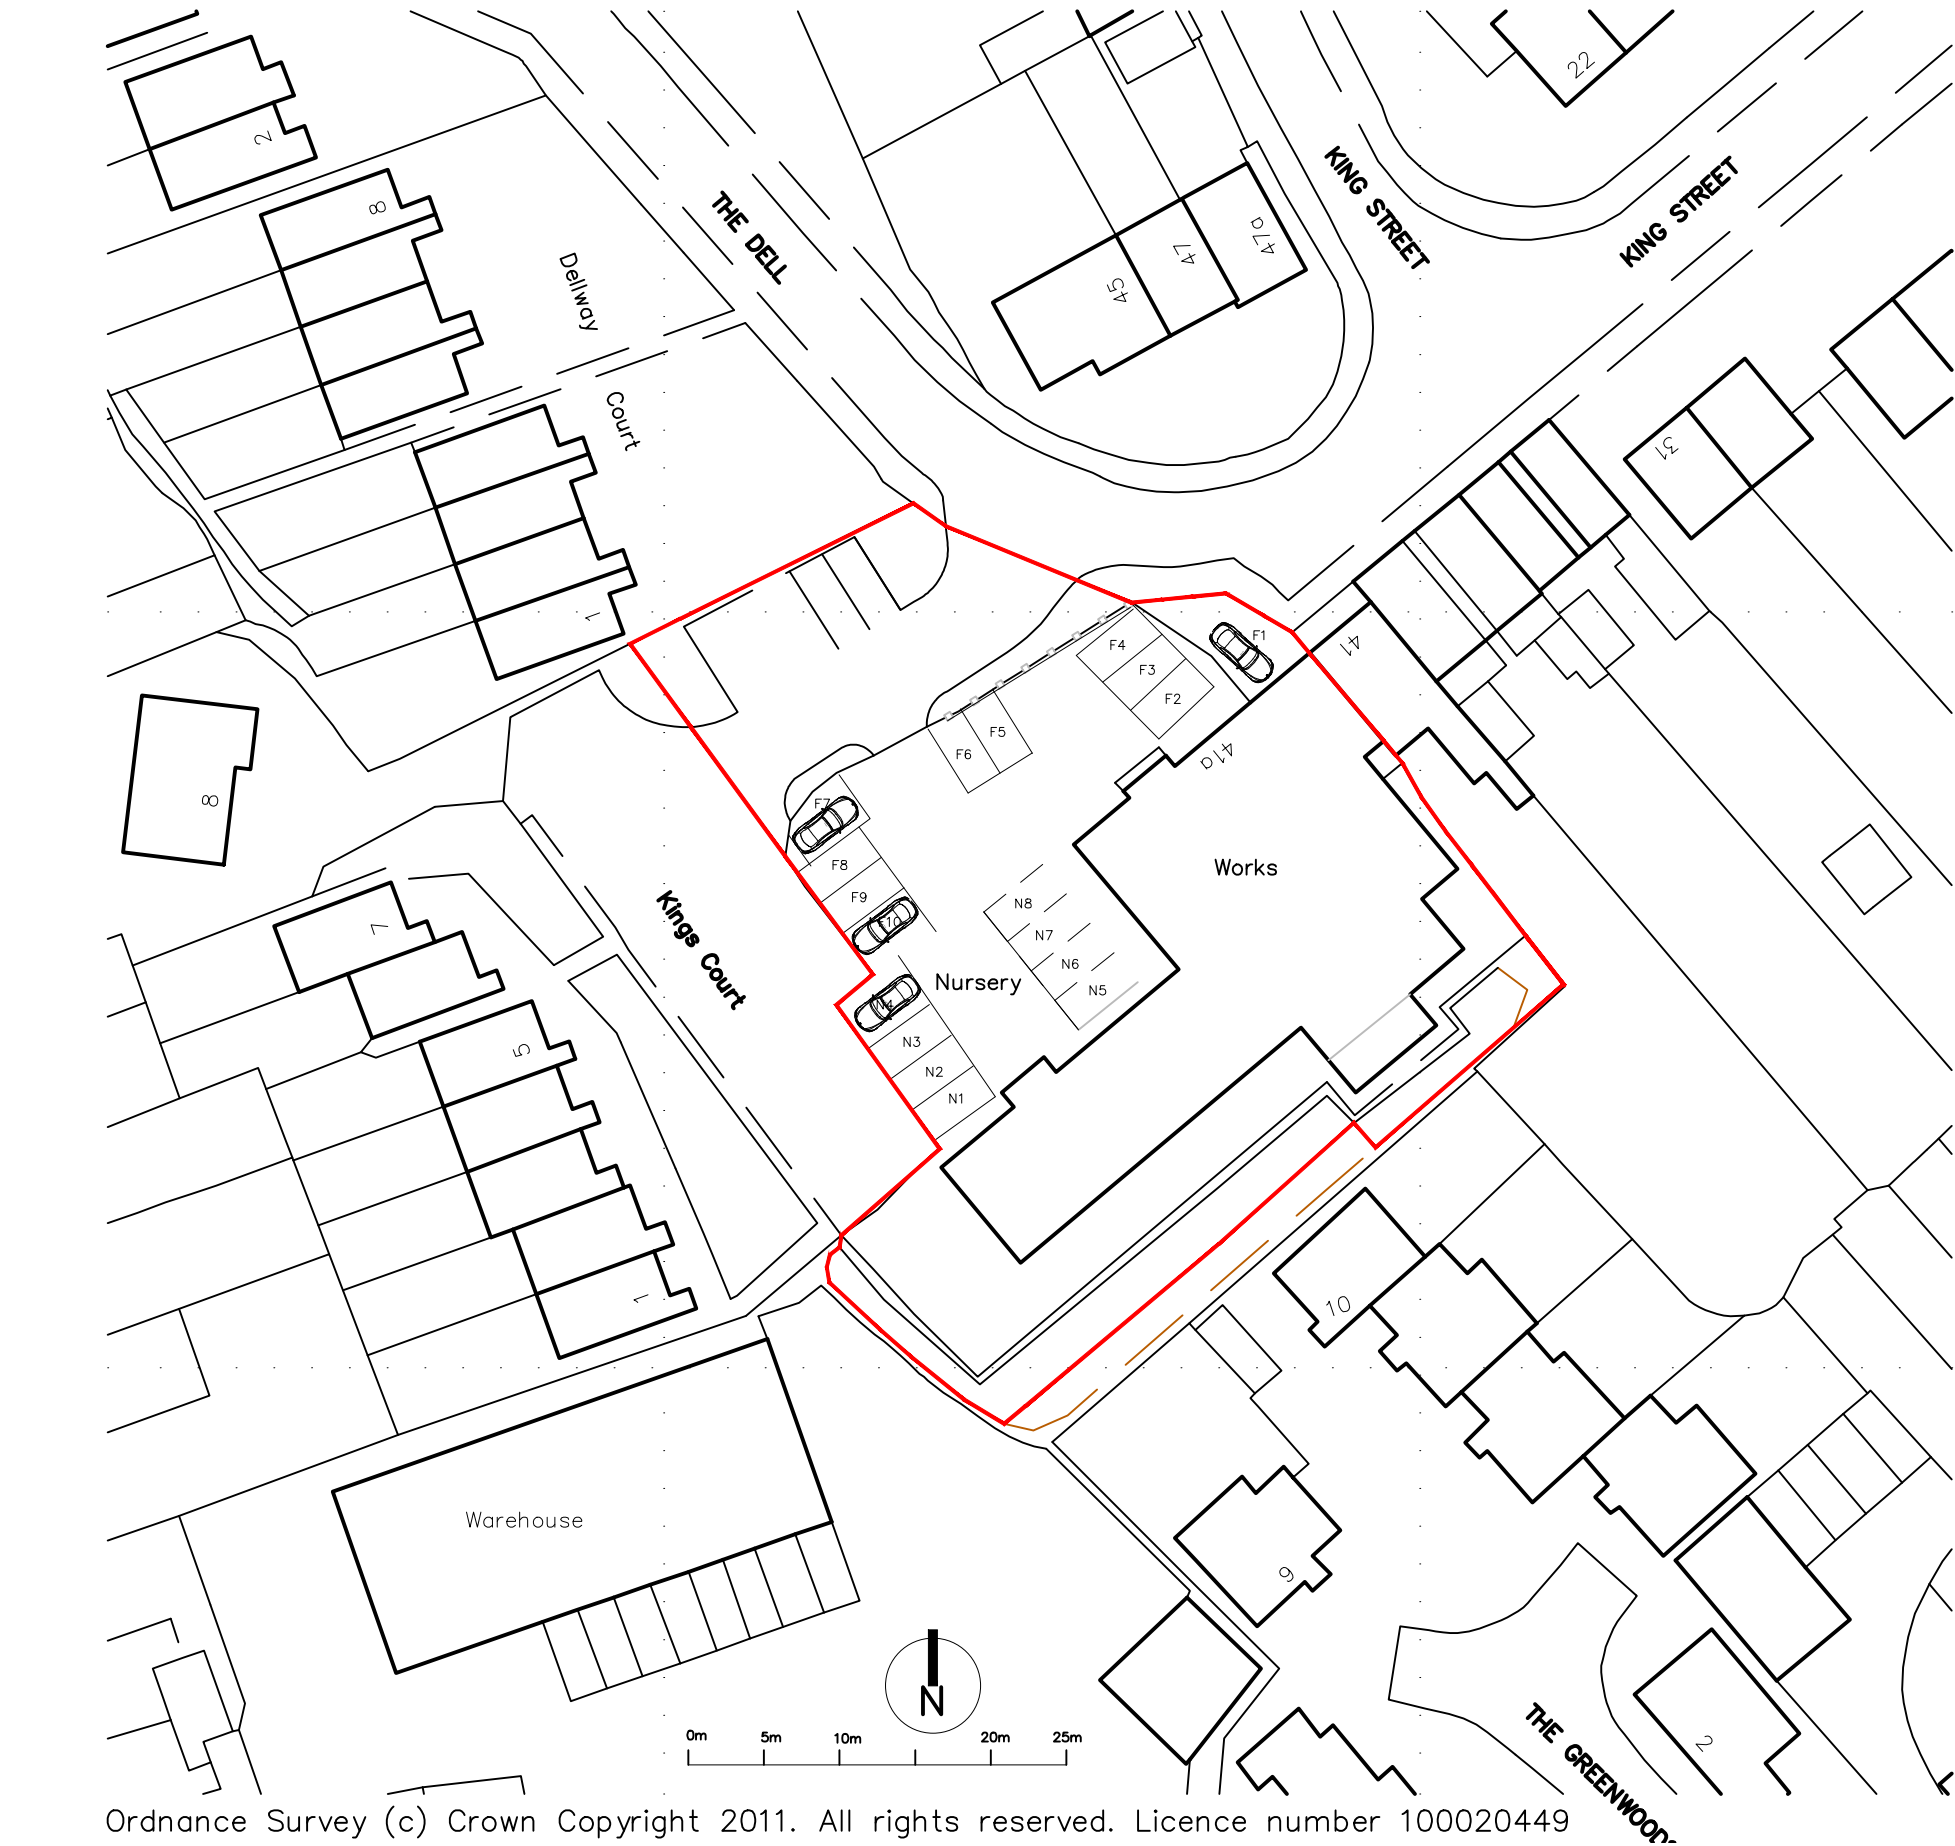 22
2
8
THE DELL
KING STREET
KING STREET
47a
47
45
Dellway
Court
31
1
F1
41
F4
F3
F2
F5
F6
41a
8
F7
F8
F9
Works
7
Kings Court
N8
N7
N6
N5
Nursery
N3
N2
N1
5
1
10
Warehouse
9
N
0m
5m
10m
20m
25m
2
THE GREENWOODS
Ordnance Survey (c) Crown Copyright 2011. All rights reserved. Licence number 100020449